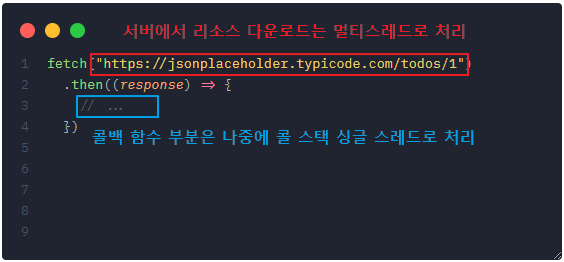 서버에서 리소스 다운로드는 멀티스레드로 처리
1 fetch("https://jsonplaceholder.typicode.com/todos/1")
2 .then((response) => {
3 // ...
4 })
콜백 함수 부분은 나중에 콜 스택 싱글 스레드로 처리
5
6
7
8
9